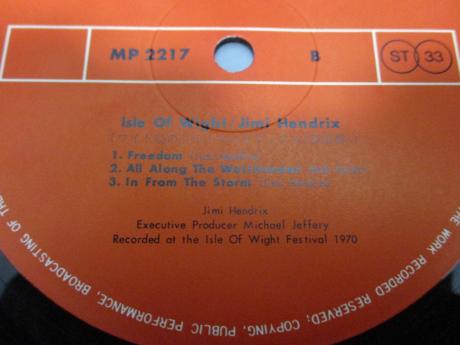 MP 2217 B ST 33
Isle Of Wight/Jimi Hendrix
1. Freedom
2. All Along The Watchtower
3. In From The Storm
Jimi Hendrix
Executive Producer Michael Jeffery
Recorded at the Isle Of Wight Festival 1970
THE WORK RECORDED RESERVED; COPYING, PUBLIC PERFORMANCE, BROADCASTING OF